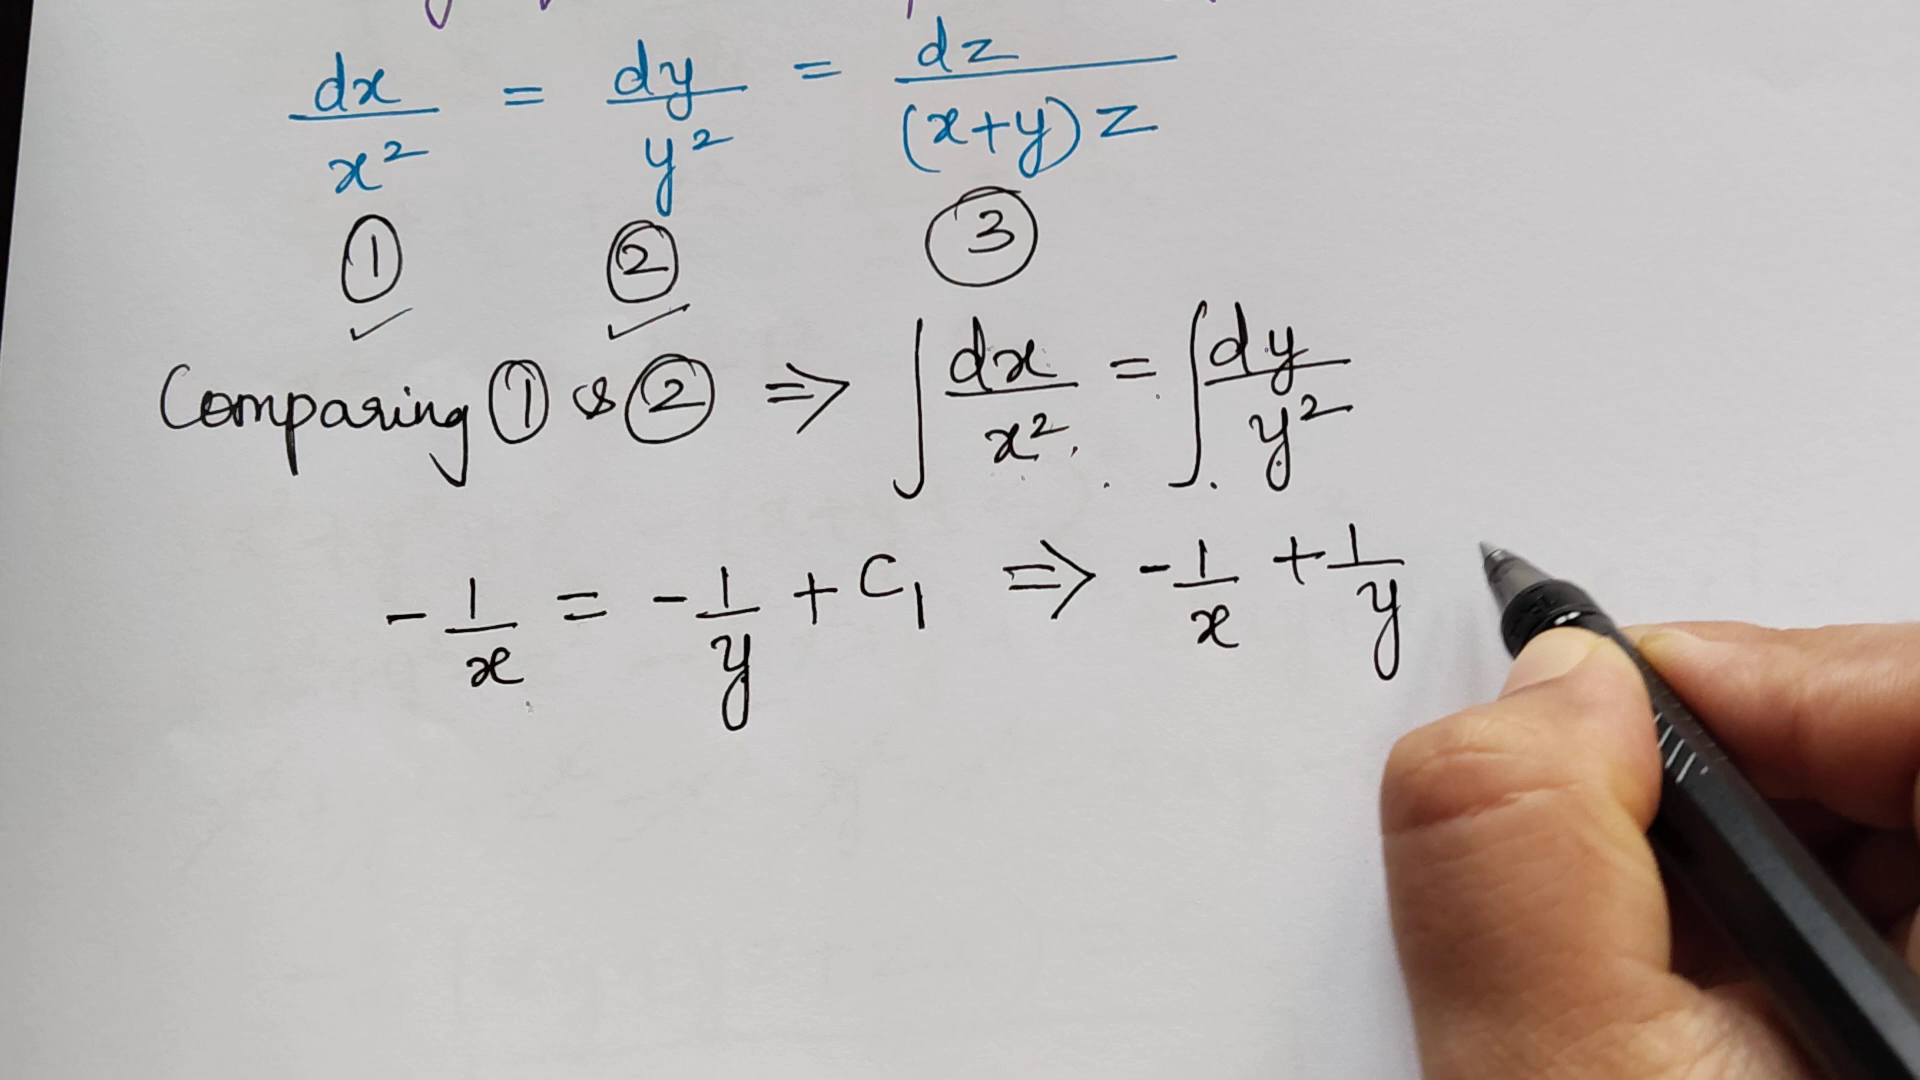 dx/x² = dy/y² = dz/(x+y)z
① ② ③
Comparing ① & ② ⇒ ∫ dx/x² = ∫ dy/y²
-1/x = -1/y + C₁ ⇒ -1/x + 1/y